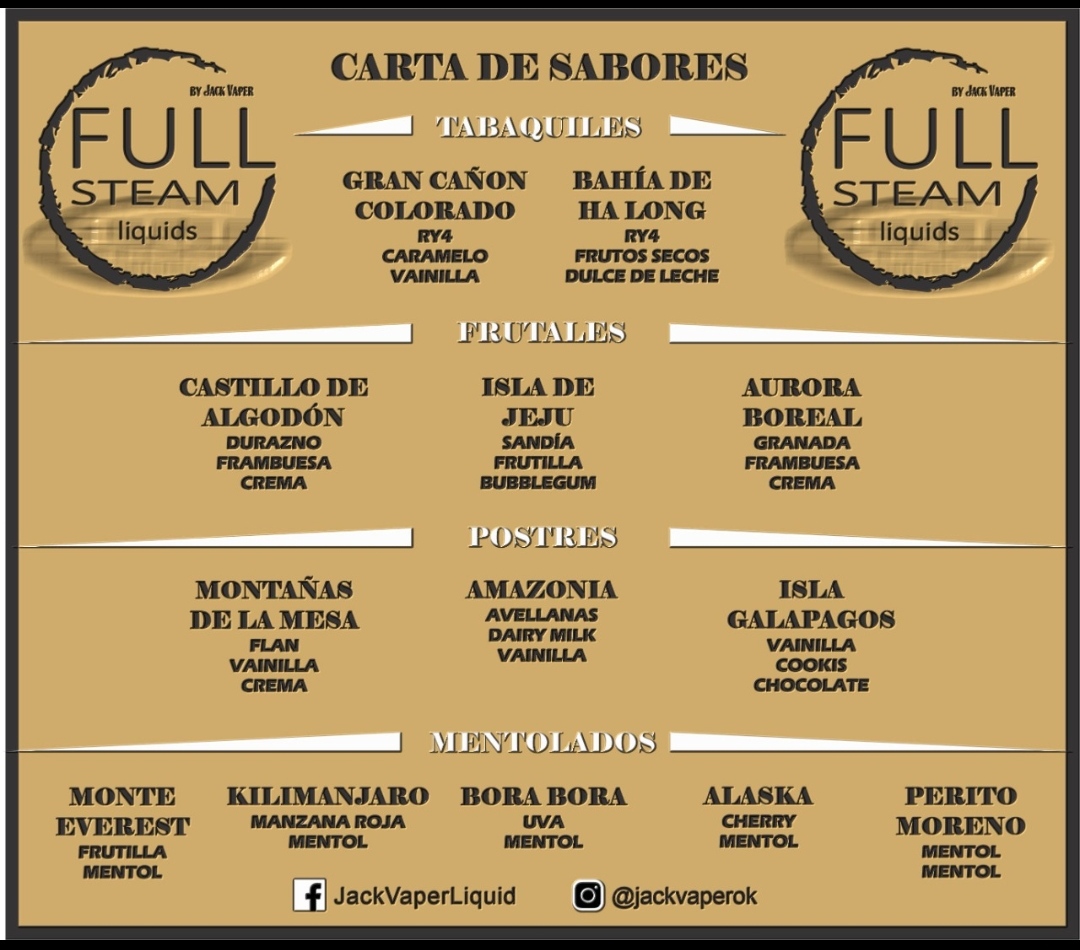 CARTA DE SABORES
BY JACK VAPER
FULL
STEAM
liquids
BY JACK VAPER
FULL
STEAM
liquids
TABAQUILES
GRAN CAÑON
COLORADO
RY4
CARAMELO
VAINILLA
BAHÍA DE
HA LONG
RY4
FRUTOS SECOS
DULCE DE LECHE
FRUTALES
CASTILLO DE
ALGODÓN
DURAZNO
FRAMBUESA
CREMA
ISLA DE
JEJU
SANDÍA
FRUTILLA
BUBBLEGUM
AURORA
BOREAL
GRANADA
FRAMBUESA
CREMA
POSTRES
MONTAÑAS
DE LA MESA
FLAN
VAINILLA
CREMA
AMAZONIA
AVELLANAS
DAIRY MILK
VAINILLA
ISLA
GALAPAGOS
VAINILLA
COOKIS
CHOCOLATE
MENTOLADOS
MONTE
EVEREST
FRUTILLA
MENTOL
KILIMANJARO
MANZANA ROJA
MENTOL
BORA BORA
UVA
MENTOL
ALASKA
CHERRY
MENTOL
PERITO
MORENO
MENTOL
MENTOL
JackVaperLiquid
@jackvaperok